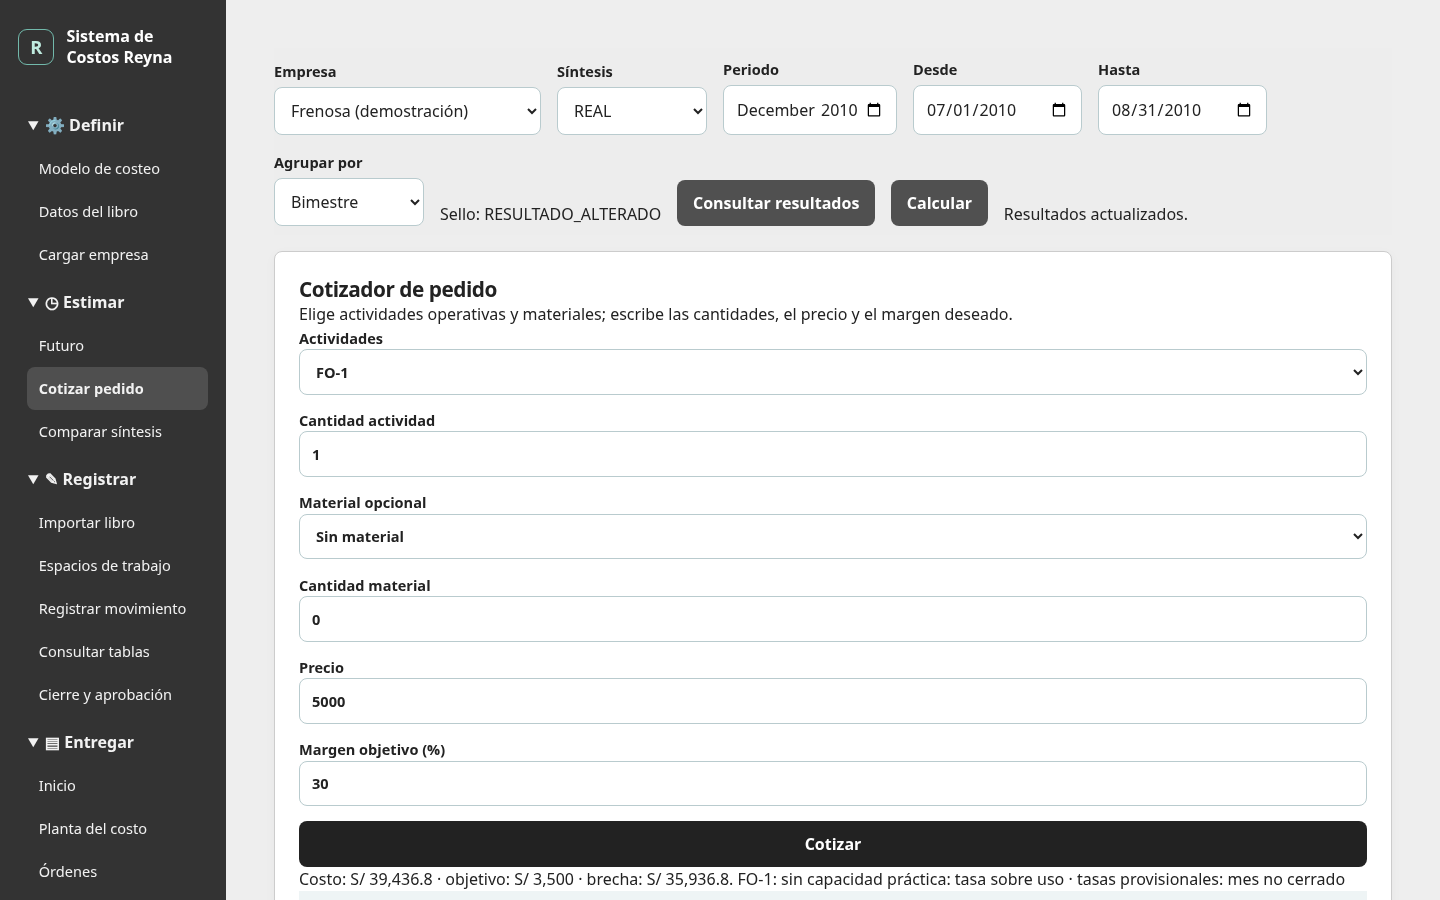 R
Sistema de
Costos Reyna
▼ ⚙️ Definir
Modelo de costeo
Datos del libro
Cargar empresa
▼ ◷ Estimar
Futuro
Cotizar pedido
Comparar síntesis
▼ ✎ Registrar
Importar libro
Espacios de trabajo
Registrar movimiento
Consultar tablas
Cierre y aprobación
▼ ▤ Entregar
Inicio
Planta del costo
Órdenes
Empresa
Síntesis
Periodo
Desde
Hasta
Frenosa (demostración)
REAL
December 2010
07/01/2010
08/31/2010
Agrupar por
Bimestre
Sello: RESULTADO_ALTERADO
Consultar resultados
Calcular
Resultados actualizados.
Cotizador de pedido
Elige actividades operativas y materiales; escribe las cantidades, el precio y el margen deseado.
Actividades
FO-1
Cantidad actividad
1
Material opcional
Sin material
Cantidad material
0
Precio
5000
Margen objetivo (%)
30
Cotizar
Costo: S/ 39,436.8 · objetivo: S/ 3,500 · brecha: S/ 35,936.8. FO-1: sin capacidad práctica: tasa sobre uso · tasas provisionales: mes no cerrado